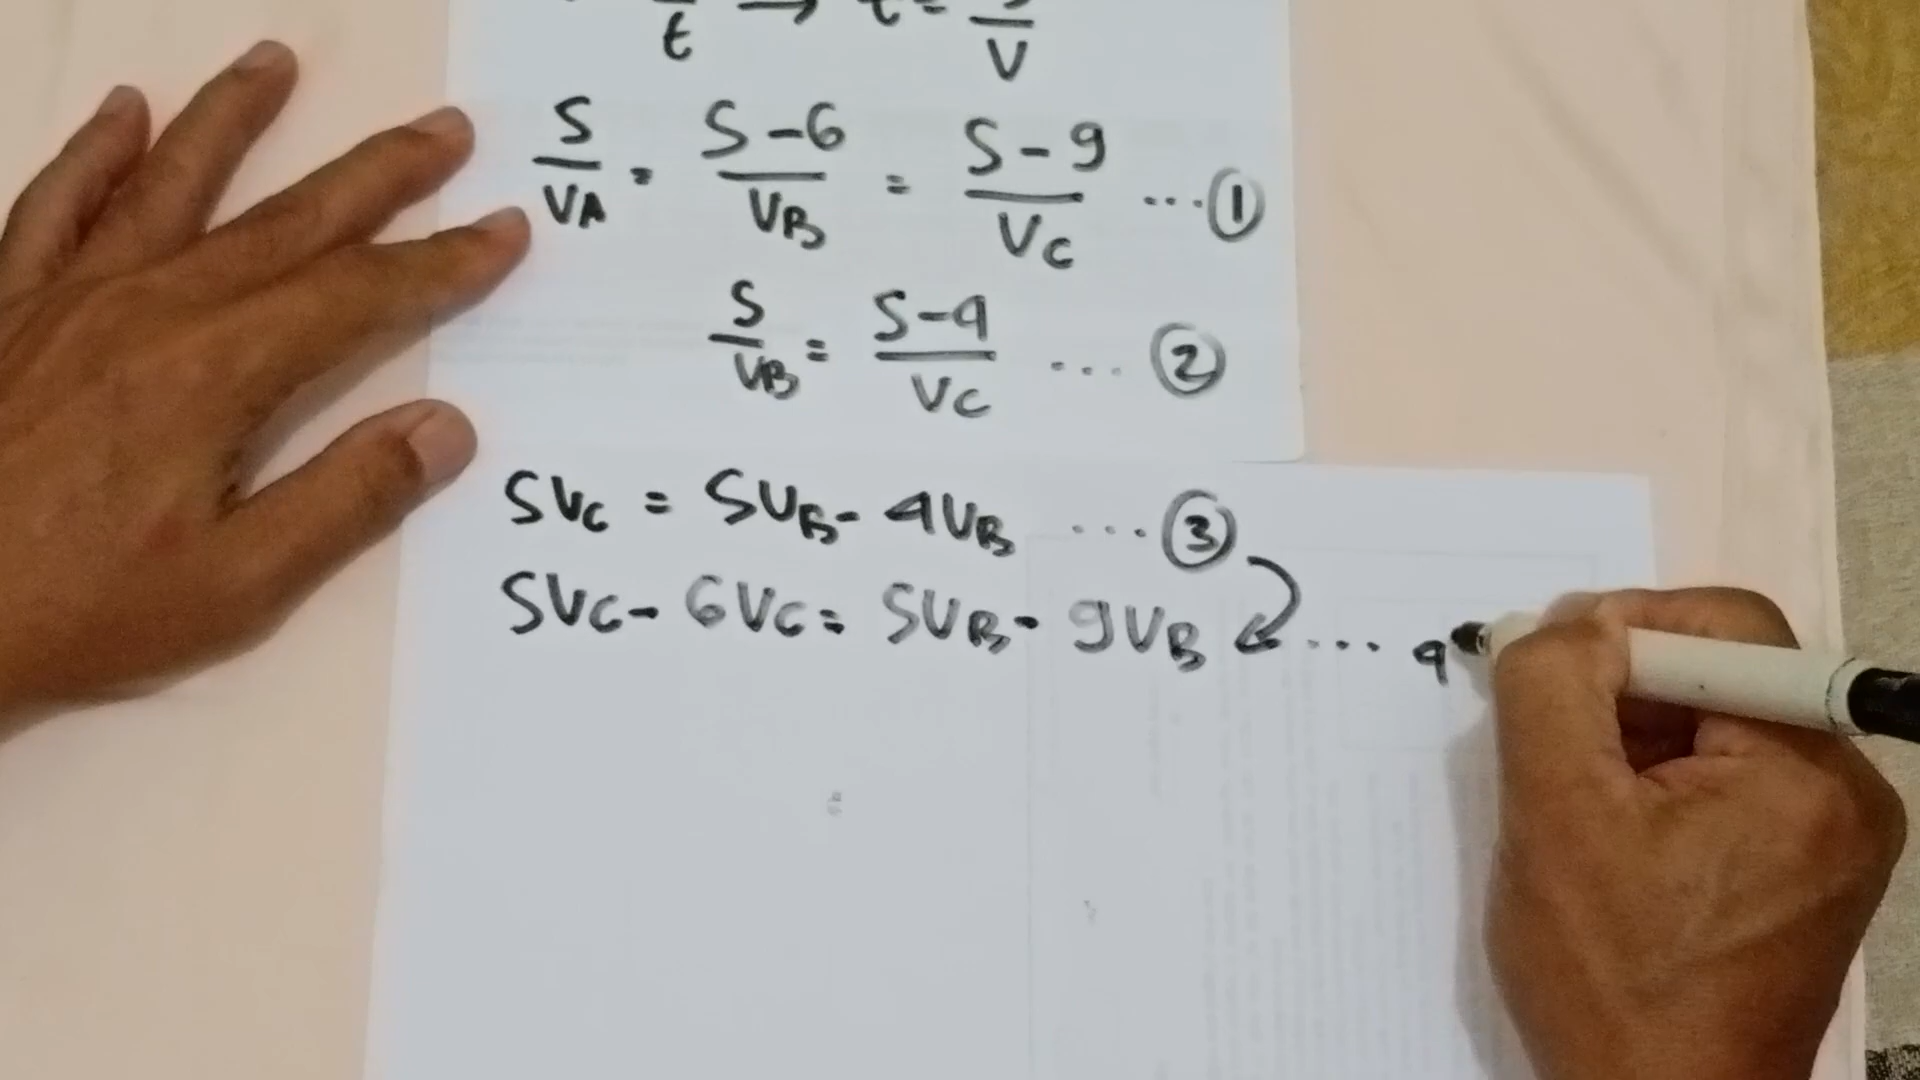 t → t = V
S/VA = S-6/VB = S-9/VC ... ①
S/VB = S-4/VC ... ②
SVC = SVB - 4VB ... ③
SVC - 6VC = SVB - 9VB ... 4